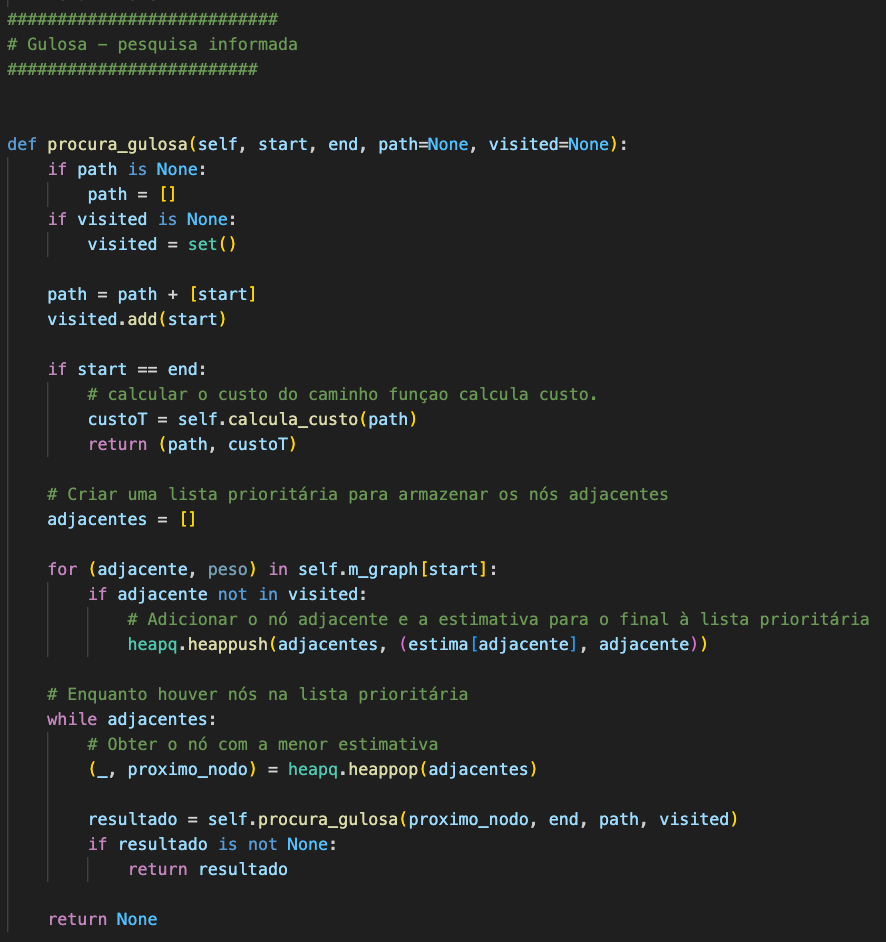 ###########################
# Gulosa – pesquisa informada
#########################
def procura_gulosa(self, start, end, path=None, visited=None):
    if path is None:
        path = []
    if visited is None:
        visited = set()
    path = path + [start]
    visited.add(start)
    if start == end:
        # calcular o custo do caminho funçao calcula custo.
        custoT = self.calcula_custo(path)
        return (path, custoT)
    # Criar uma lista prioritária para armazenar os nós adjacentes
    adjacentes = []
    for (adjacente, peso) in self.m_graph[start]:
        if adjacente not in visited:
            # Adicionar o nó adjacente e a estimativa para o final à lista prioritária
            heapq.heappush(adjacentes, (estima[adjacente], adjacente))
    # Enquanto houver nós na lista prioritária
    while adjacentes:
        # Obter o nó com a menor estimativa
        (_, proximo_nodo) = heapq.heappop(adjacentes)
        resultado = self.procura_gulosa(proximo_nodo, end, path, visited)
        if resultado is not None:
            return resultado
    return None